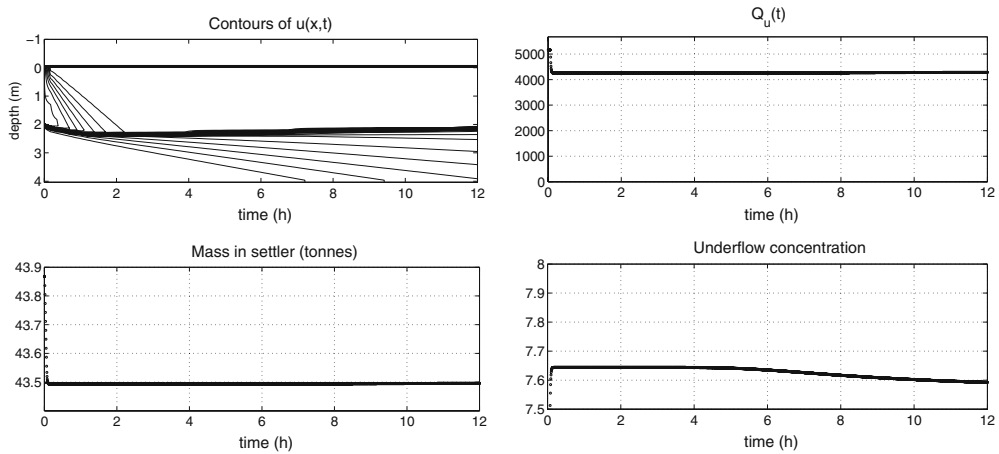 Contours of u(x,t)
−1
0
1
2
3
4
depth (m)
0 2 4 6 8 10 12
time (h)
Q_u(t)
5000
4000
3000
2000
1000
0
0 2 4 6 8 10 12
time (h)
Mass in settler (tonnes)
43.9
43.8
43.7
43.6
43.5
0 2 4 6 8 10 12
time (h)
Underflow concentration
8
7.9
7.8
7.7
7.6
7.5
0 2 4 6 8 10 12
time (h)